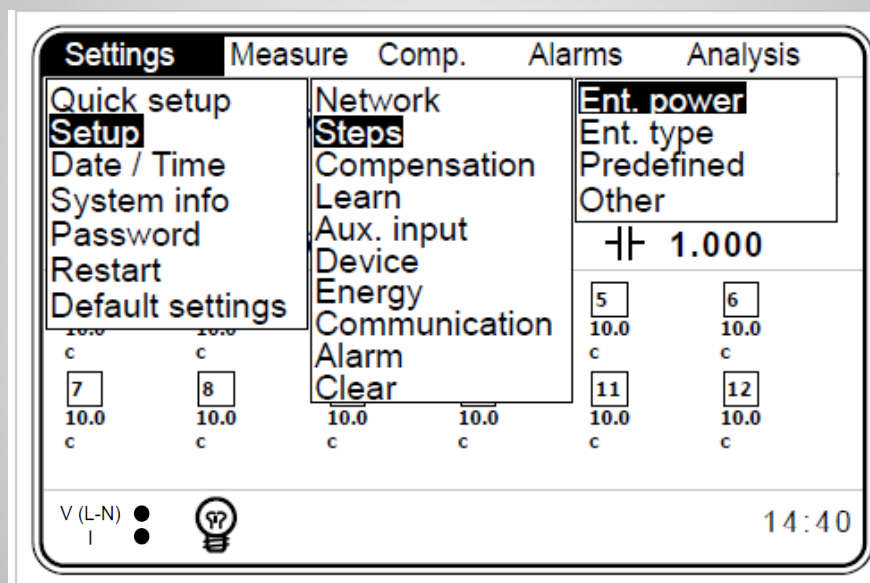 Settings Measure Comp. Alarms Analysis
Quick setup
Setup
Date / Time
System info
Password
Restart
Default settings
Network
Steps
Compensation
Learn
Aux. input
Device
Energy
Communication
Alarm
Clear
Ent. power
Ent. type
Predefined
Other
1.000
5 6
10.0 10.0
c c c c
7 8 11 12
10.0 10.0 10.0 10.0 10.0 10.0
c c c c c c
V (L-N)
I
14:40